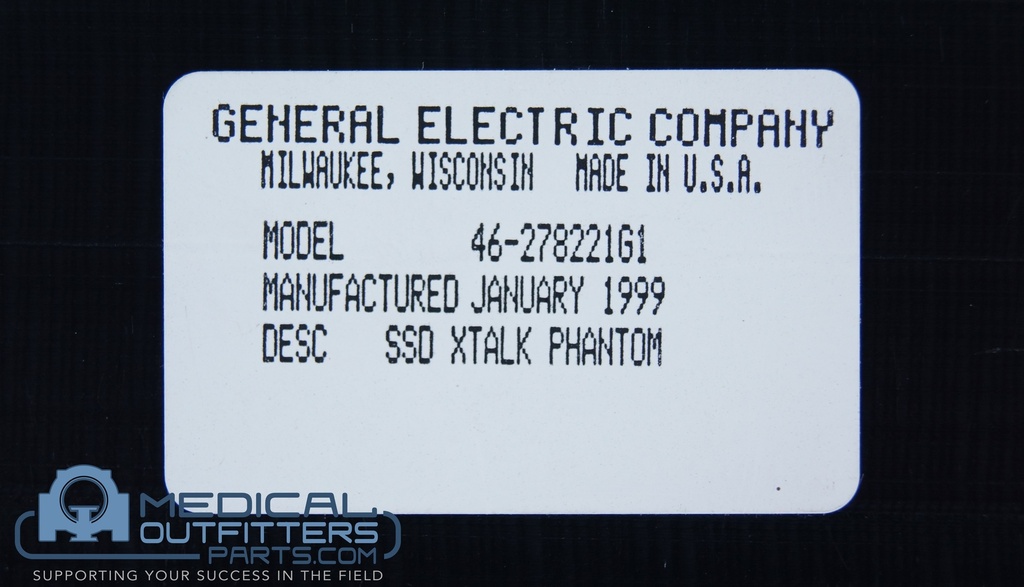 GENERAL ELECTRIC COMPANY
MILWAUKEE, WISCONSIN MADE IN U.S.A.
MODEL 46-278221G1
MANUFACTURED JANUARY 1999
DESC SSD XTALK PHANTOM
MEDICAL
OUTFITTERS
PARTS.COM
SUPPORTING YOUR SUCCESS IN THE FIELD